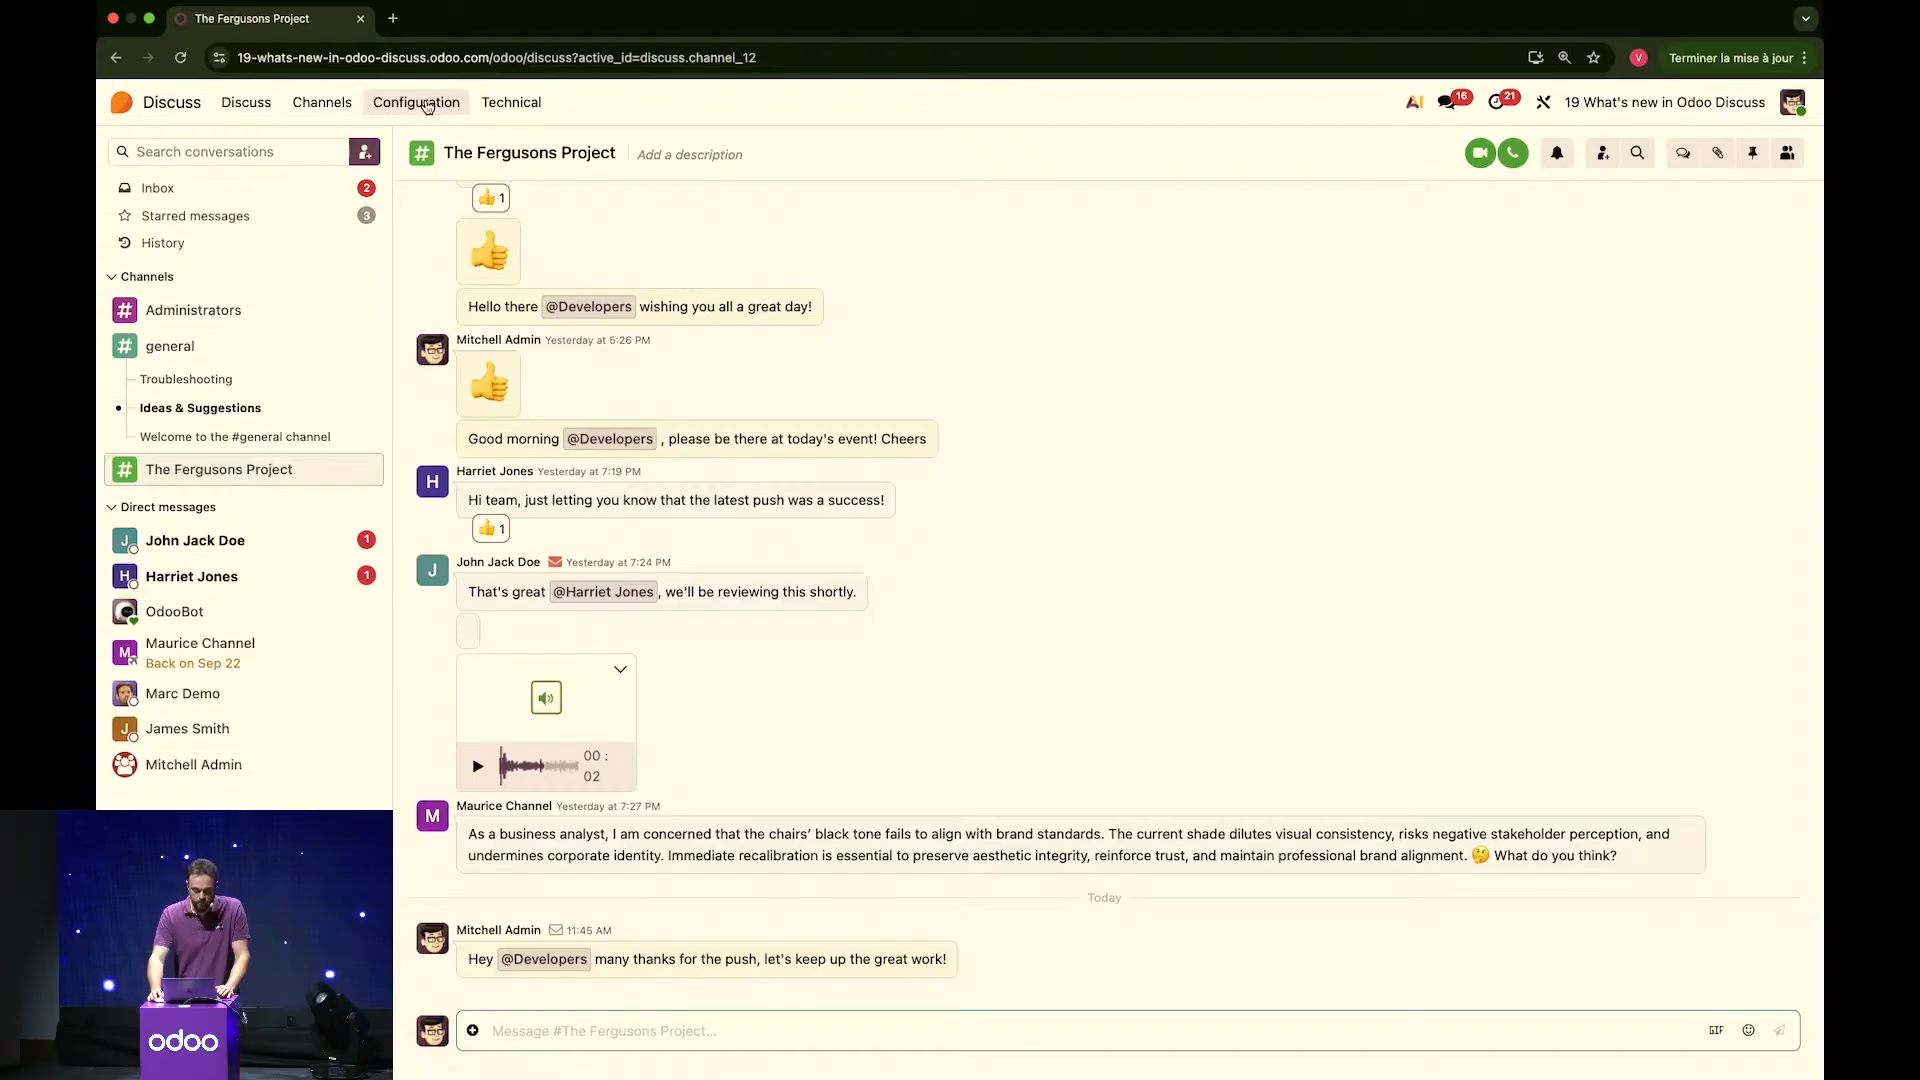 The Fergusons Project
19-whats-new-in-odoo-discuss.odoo.com/odoo/discuss?active_id=discuss.channel_12
V
Terminer la mise à jour
Discuss
Discuss
Channels
Configuration
Technical
AI
16
21
19 What's new in Odoo Discuss
Search conversations
Inbox
2
Starred messages
3
History
Channels
Administrators
general
Troubleshooting
Ideas & Suggestions
Welcome to the #general channel
The Fergusons Project
Direct messages
J
John Jack Doe
1
H
Harriet Jones
1
OdooBot
M
Maurice Channel
Back on Sep 22
Marc Demo
J
James Smith
Mitchell Admin
The Fergusons Project
Add a description
1
Hello there @Developers wishing you all a great day!
Mitchell Admin Yesterday at 5:26 PM
Good morning @Developers , please be there at today's event! Cheers
H
Harriet Jones Yesterday at 7:19 PM
Hi team, just letting you know that the latest push was a success!
1
J
John Jack Doe Yesterday at 7:24 PM
That's great @Harriet Jones , we'll be reviewing this shortly.
00 :
02
M
Maurice Channel Yesterday at 7:27 PM
As a business analyst, I am concerned that the chairs’ black tone fails to align with brand standards. The current shade dilutes visual consistency, risks negative stakeholder perception, and
undermines corporate identity. Immediate recalibration is essential to preserve aesthetic integrity, reinforce trust, and maintain professional brand alignment. 🤔 What do you think?
Today
Mitchell Admin 11:45 AM
Hey @Developers many thanks for the push, let's keep up the great work!
Message #The Fergusons Project...
GIF
odoo